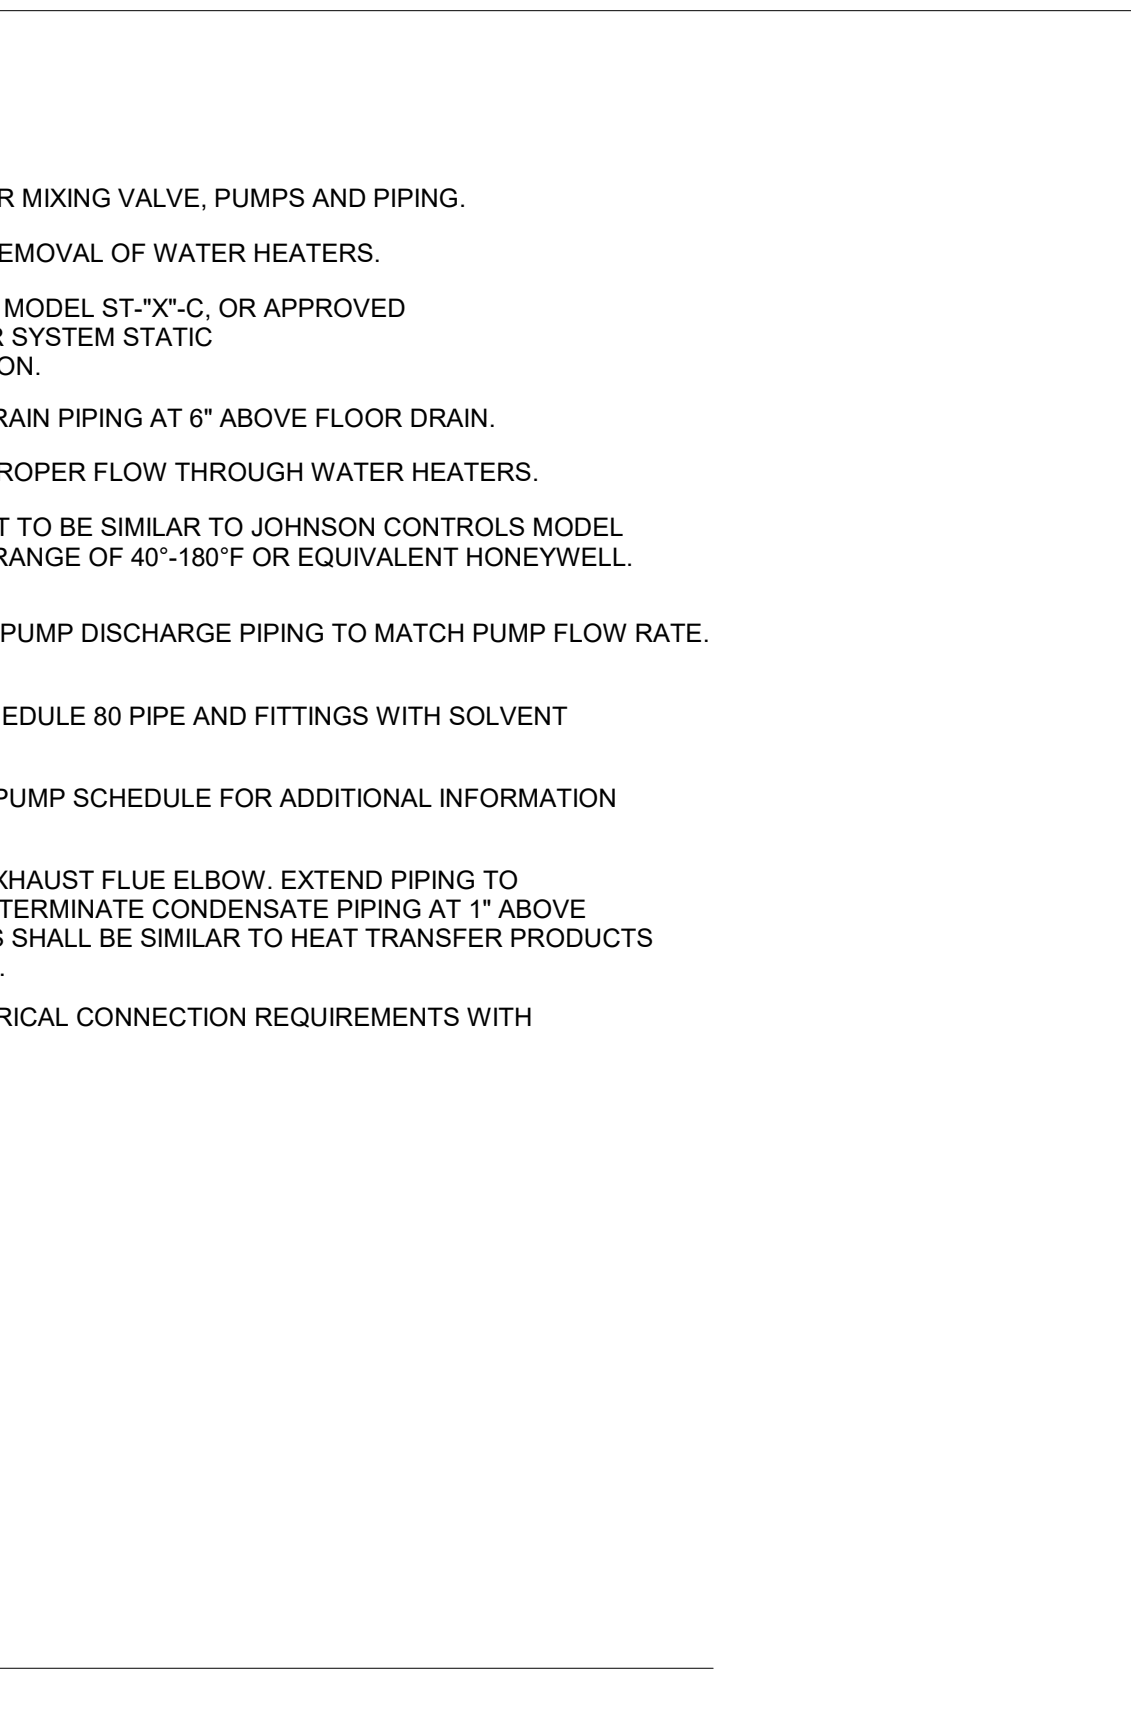 R MIXING VALVE, PUMPS AND PIPING.
EMOVAL OF WATER HEATERS.
MODEL ST-"X"-C, OR APPROVED
R SYSTEM STATIC
ON.
RAIN PIPING AT 6" ABOVE FLOOR DRAIN.
ROPER FLOW THROUGH WATER HEATERS.
T TO BE SIMILAR TO JOHNSON CONTROLS MODEL
RANGE OF 40°-180°F OR EQUIVALENT HONEYWELL.
PUMP DISCHARGE PIPING TO MATCH PUMP FLOW RATE.
EDULE 80 PIPE AND FITTINGS WITH SOLVENT
PUMP SCHEDULE FOR ADDITIONAL INFORMATION
XHAUST FLUE ELBOW. EXTEND PIPING TO
TERMINATE CONDENSATE PIPING AT 1" ABOVE
S SHALL BE SIMILAR TO HEAT TRANSFER PRODUCTS
.
RICAL CONNECTION REQUIREMENTS WITH